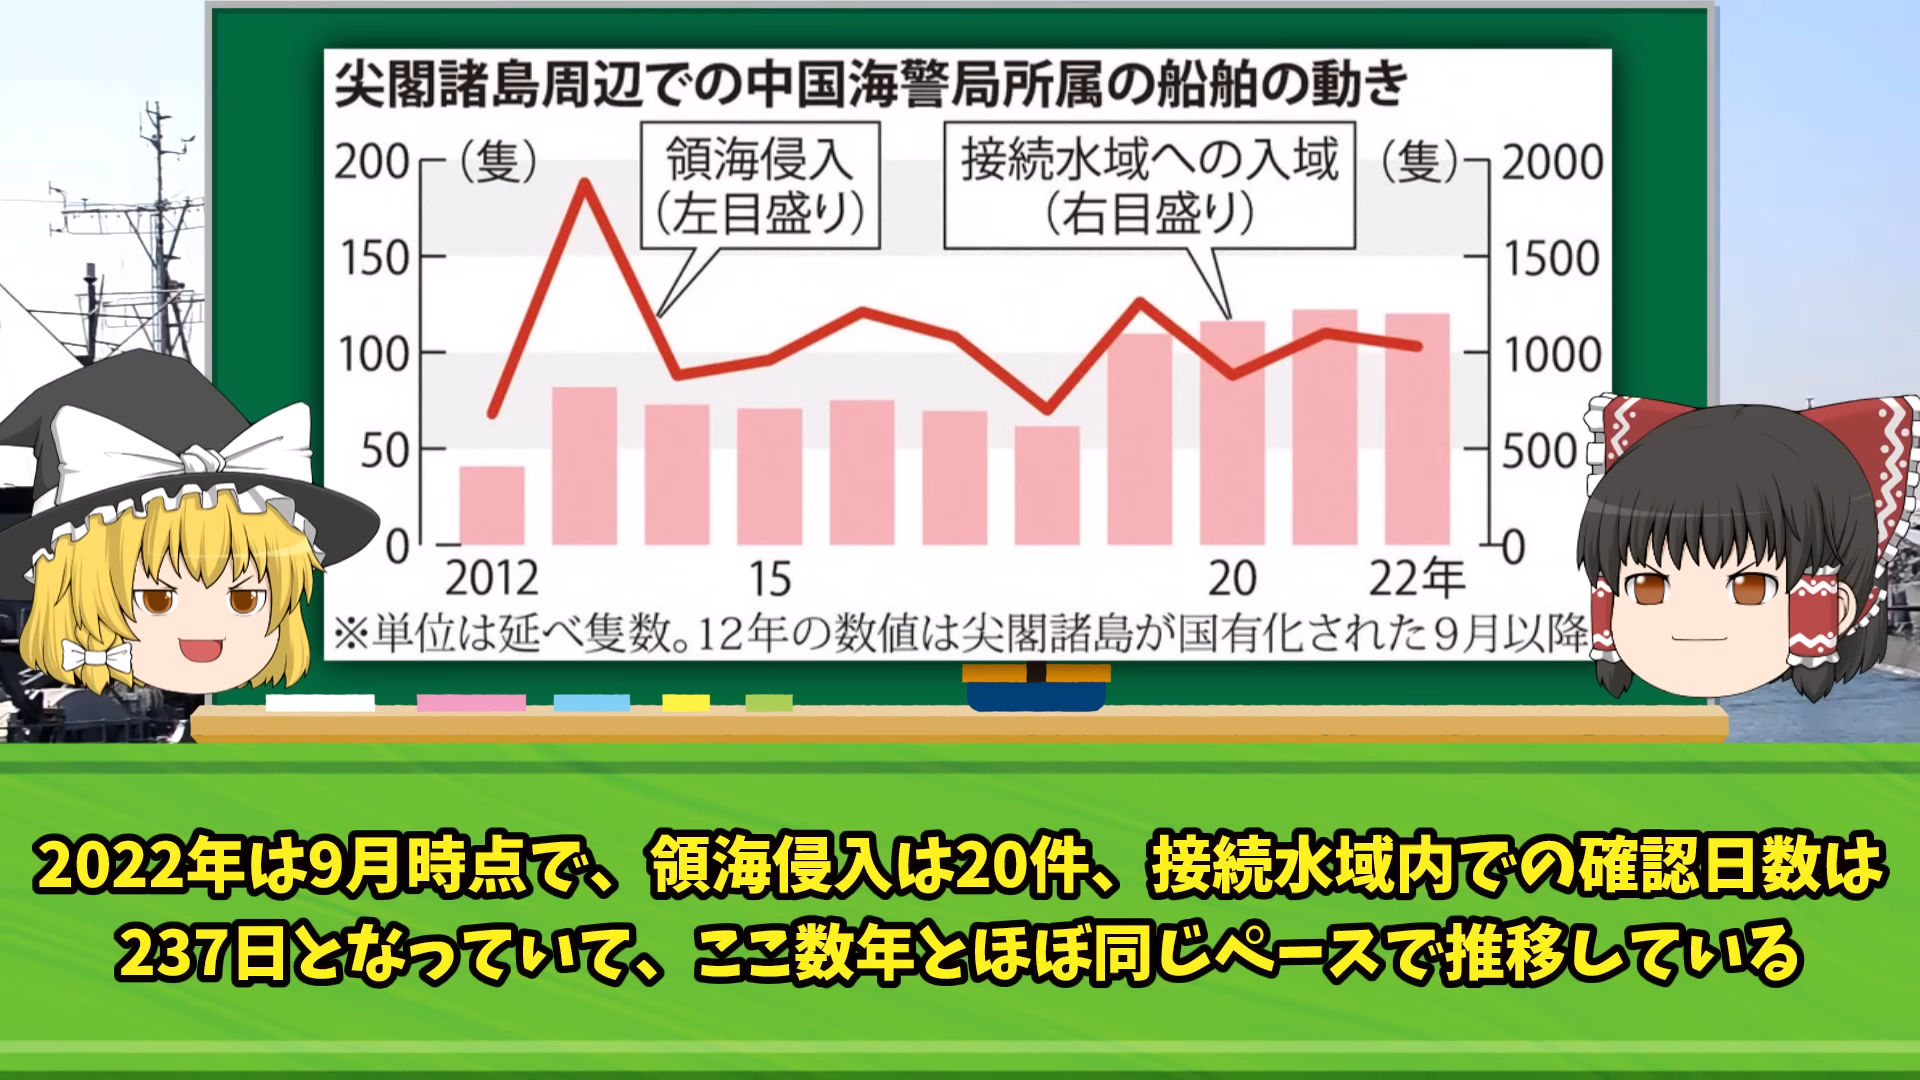 尖閣諸島周辺での中国海警局所属の船舶の動き
200 (隻) 領海侵入 接続水域への入域 (隻) 2000
(左目盛り) (右目盛り)
150 1500
100 1000
50 500
0 0
2012 15 20 22年
※単位は延べ隻数。12年の数値は尖閣諸島が国有化された9月以降
2022年は9月時点で、領海侵入は20件、接続水域内での確認日数は
237日となっていて、ここ数年とほぼ同じペースで推移している